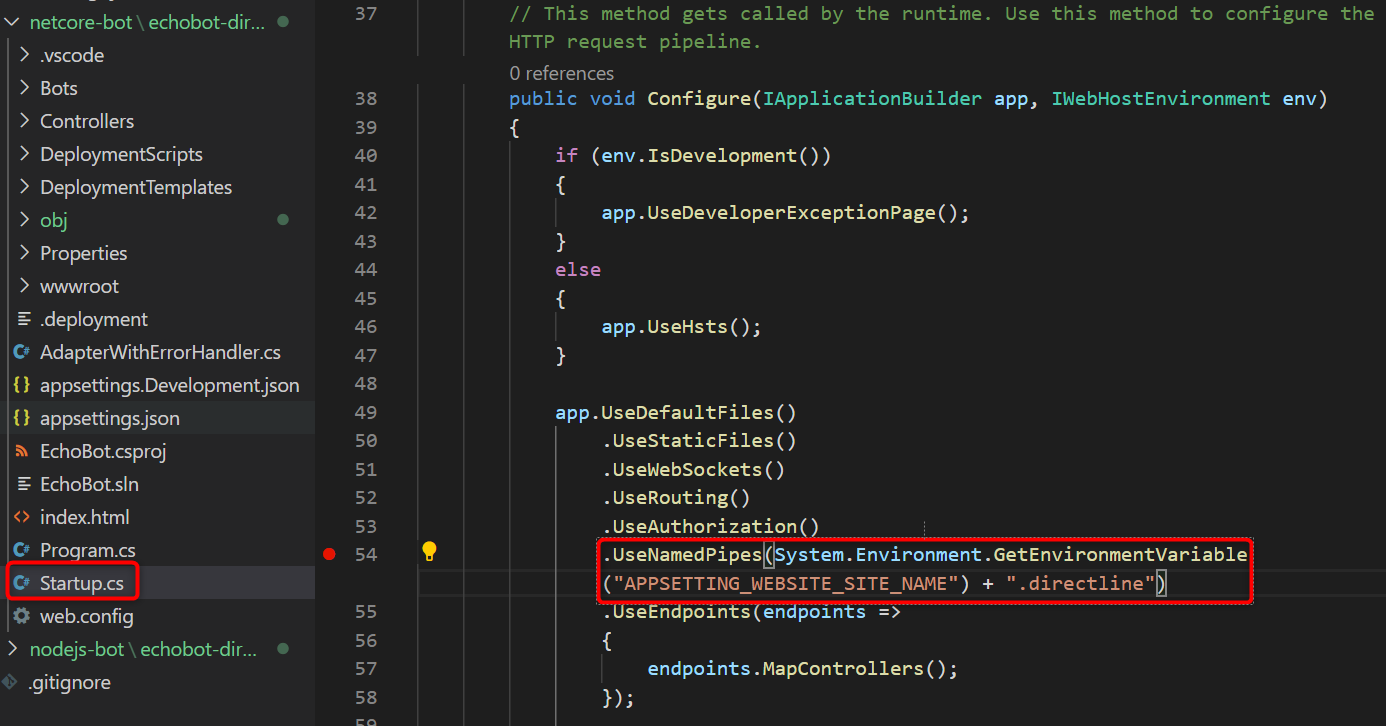 netcore-bot \ echobot-dir...
.vscode
Bots
Controllers
DeploymentScripts
DeploymentTemplates
obj
Properties
wwwroot
.deployment
C# AdapterWithErrorHandler.cs
{} appsettings.Development.json
{} appsettings.json
EchoBot.csproj
EchoBot.sln
<> index.html
C# Program.cs
C# Startup.cs
web.config
nodejs-bot \ echobot-dir...
.gitignore
37 // This method gets called by the runtime. Use this method to configure the
HTTP request pipeline.
0 references
38 public void Configure(IApplicationBuilder app, IWebHostEnvironment env)
39 {
40 if (env.IsDevelopment())
41 {
42 app.UseDeveloperExceptionPage();
43 }
44 else
45 {
46 app.UseHsts();
47 }
48
49 app.UseDefaultFiles()
50 .UseStaticFiles()
51 .UseWebSockets()
52 .UseRouting()
53 .UseAuthorization()
54 .UseNamedPipes(System.Environment.GetEnvironmentVariable
("APPSETTING_WEBSITE_SITE_NAME") + ".directline")
55 .UseEndpoints(endpoints =>
56 {
57 endpoints.MapControllers();
58 });
59